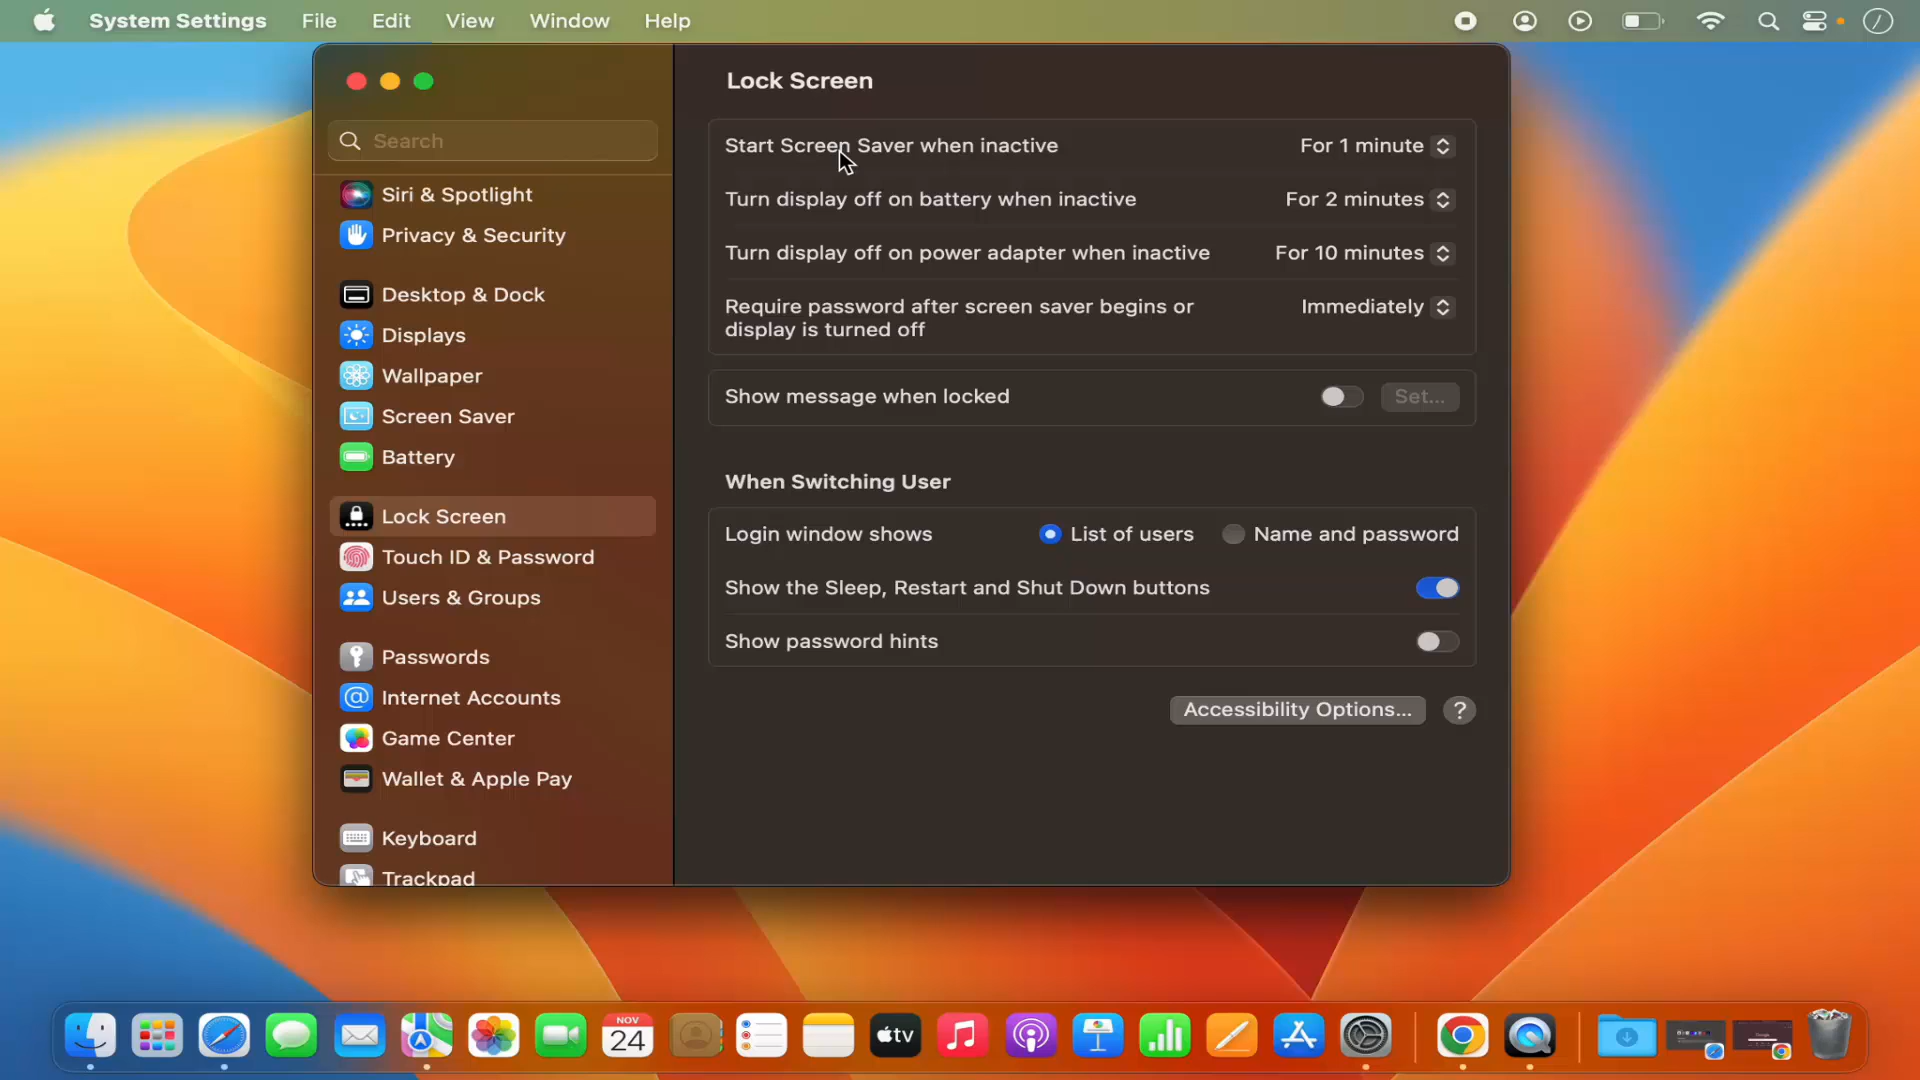 System Settings File Edit View Window Help
Lock Screen
Search
Siri & Spotlight
Privacy & Security
Desktop & Dock
Displays
Wallpaper
Screen Saver
Battery
Lock Screen
Touch ID & Password
Users & Groups
Passwords
Internet Accounts
Game Center
Wallet & Apple Pay
Keyboard
Trackpad
Start Screen Saver when inactive For 1 minute
Turn display off on battery when inactive For 2 minutes
Turn display off on power adapter when inactive For 10 minutes
Require password after screen saver begins or Immediately
display is turned off
Show message when locked Set...
When Switching User
Login window shows List of users Name and password
Show the Sleep, Restart and Shut Down buttons
Show password hints
Accessibility Options... ?
NOV
24
tv